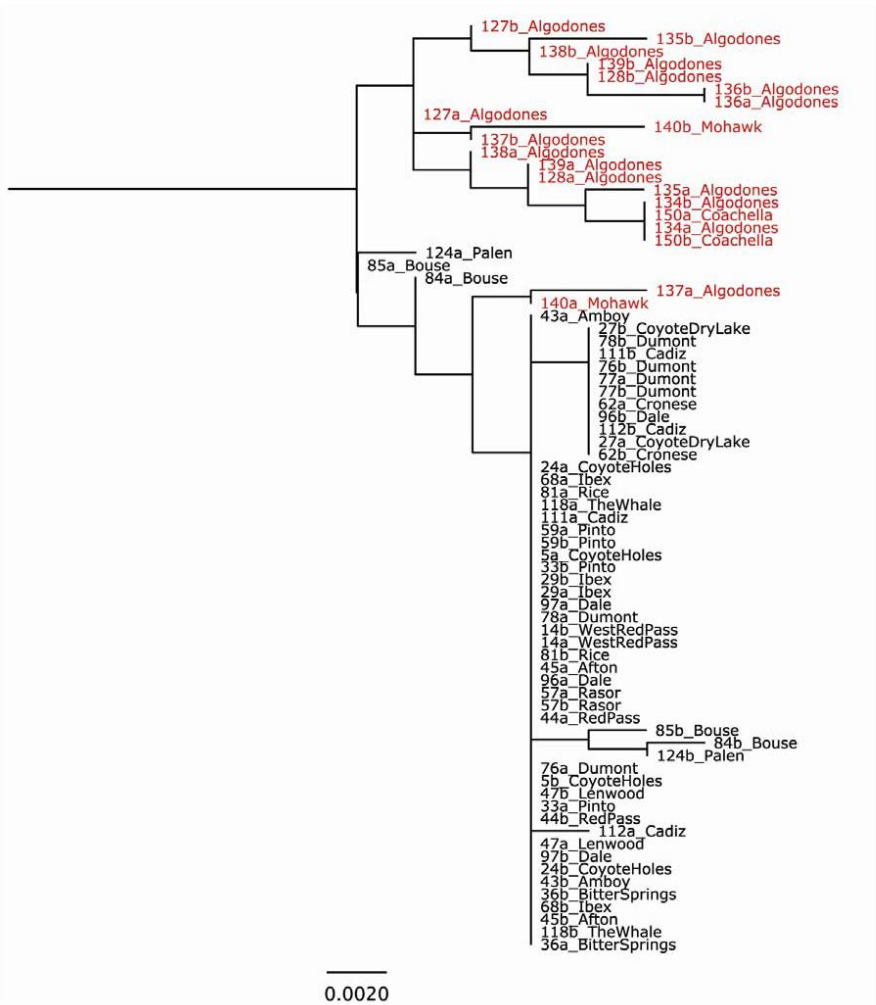 127b_Algodones
135b_Algodones
138b_Algodones
139b_Algodones
128b_Algodones
136b_Algodones
136a_Algodones
127a_Algodones
140b_Mohawk
137b_Algodones
138a_Algodones
139a_Algodones
128a_Algodones
135a_Algodones
134b_Algodones
150a_Coachella
134a_Algodones
150b_Coachella
124a_Palen
85a_Bouse
84a_Bouse
137a_Algodones
140a_Mohawk
43a_Amboy
27b_CoyoteDryLake
78b_Dumont
111b_Cadiz
76b_Dumont
77a_Dumont
77b_Dumont
62a_Cronese
96b_Dale
112b_Cadiz
27a_CoyoteDryLake
62b_Cronese
24a_CoyoteHoles
68a_Ibex
81a_Rice
118a_TheWhale
111a_Cadiz
59a_Pinto
59b_Pinto
5a_CoyoteHoles
33b_Pinto
29b_Ibex
29a_Ibex
97a_Dale
78a_Dumont
14b_WestRedPass
14a_WestRedPass
81b_Rice
45a_Afton
96a_Dale
57a_Rasor
57b_Rasor
44a_RedPass
85b_Bouse
84b_Bouse
124b_Palen
76a_Dumont
5b_CoyoteHoles
47b_Lenwood
33a_Pinto
44b_RedPass
112a_Cadiz
47a_Lenwood
97b_Dale
24b_CoyoteHoles
43b_Amboy
36b_BitterSprings
68b_Ibex
45b_Afton
118b_TheWhale
36a_BitterSprings
0.0020